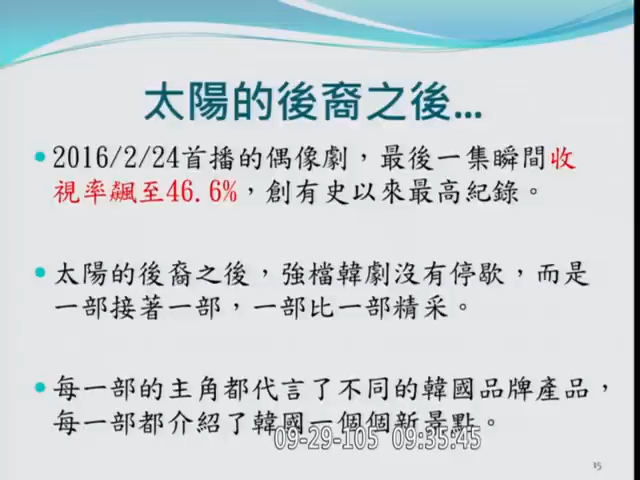 太陽的後裔之後...
• 2016/2/24首播的偶像劇，最後一集瞬間收
視率飆至46.6%，創有史以來最高紀錄。
• 太陽的後裔之後，強檔韓劇沒有停歇，而是
一部接著一部，一部比一部精采。
• 每一部的主角都代言了不同的韓國品牌產品，
每一部都介紹了韓國一個個新景點。
09-29-105 09:35:45
15